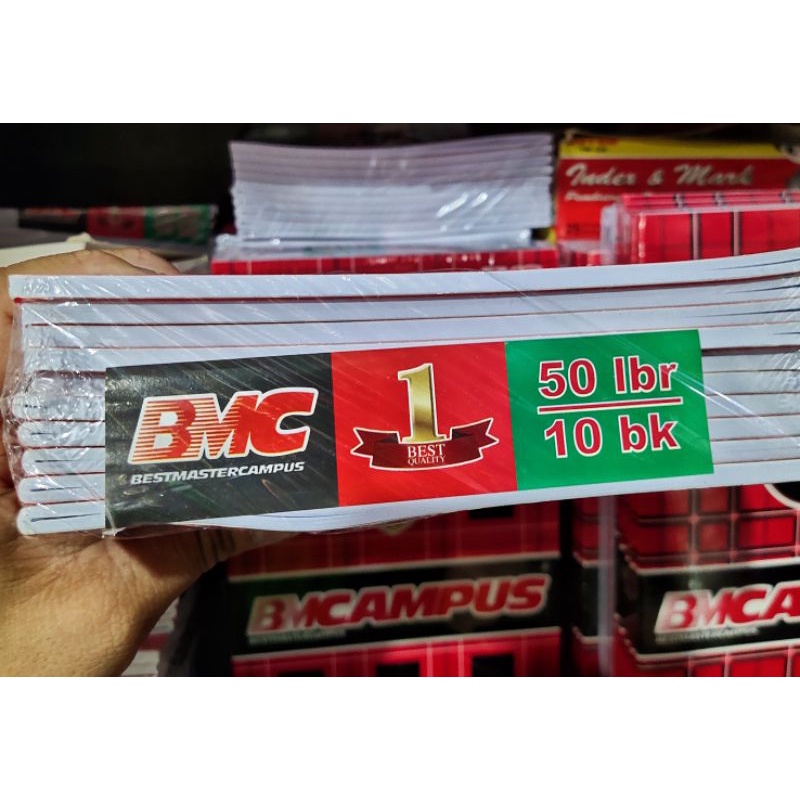 Index & Mark
BMC
BESTMASTERCAMPUS
1
BEST
QUALITY
50 lbr
10 bk
BMCAMPUS
BMCA